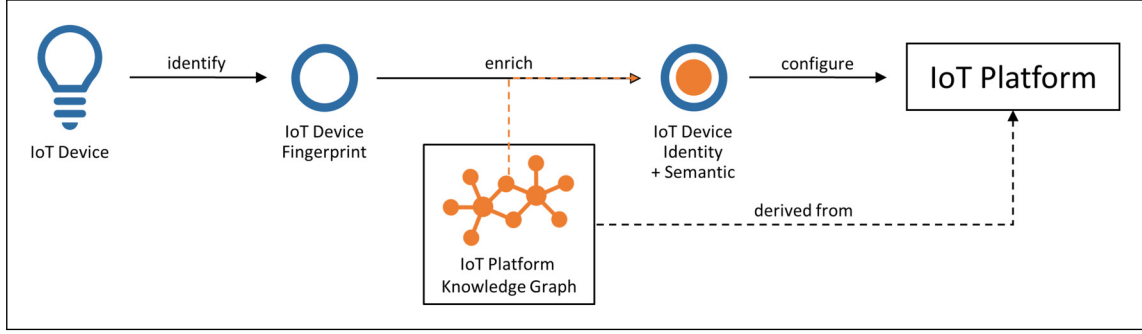 identify
enrich
configure
IoT Platform
IoT Device
IoT Device
Fingerprint
IoT Device
Identity
+ Semantic
derived from
IoT Platform
Knowledge Graph